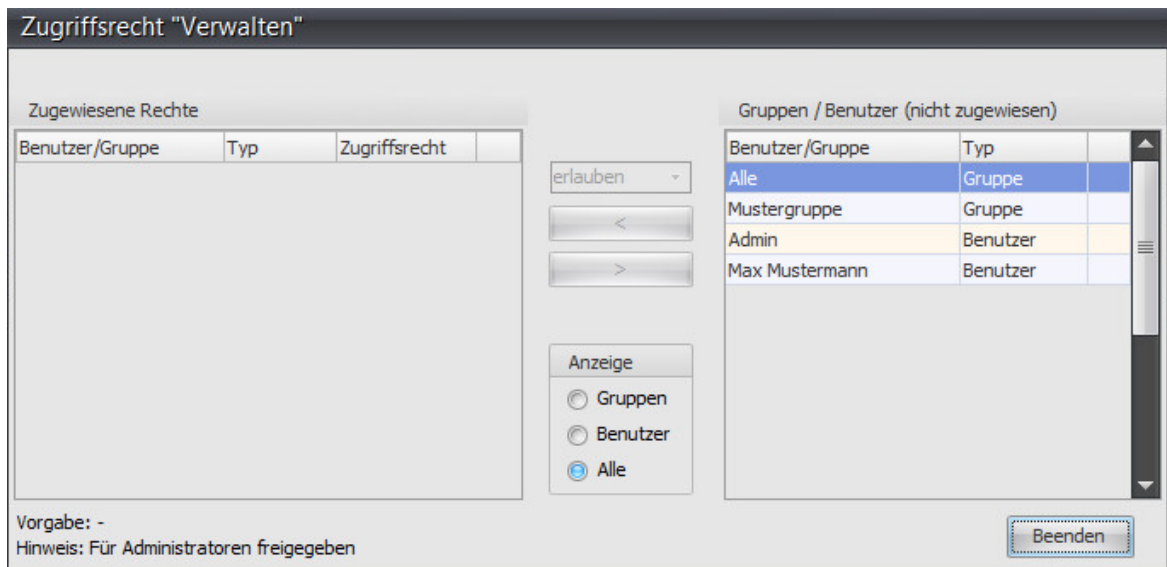 Zugriffsrecht "Verwalten"
Zugewiesene Rechte
Benutzer/Gruppe Typ Zugriffsrecht
erlauben
<
>
Anzeige
Gruppen
Benutzer
Alle
Gruppen / Benutzer (nicht zugewiesen)
Benutzer/Gruppe Typ
Alle Gruppe
Mustergruppe Gruppe
Admin Benutzer
Max Mustermann Benutzer
Vorgabe: -
Hinweis: Für Administratoren freigegeben
Beenden